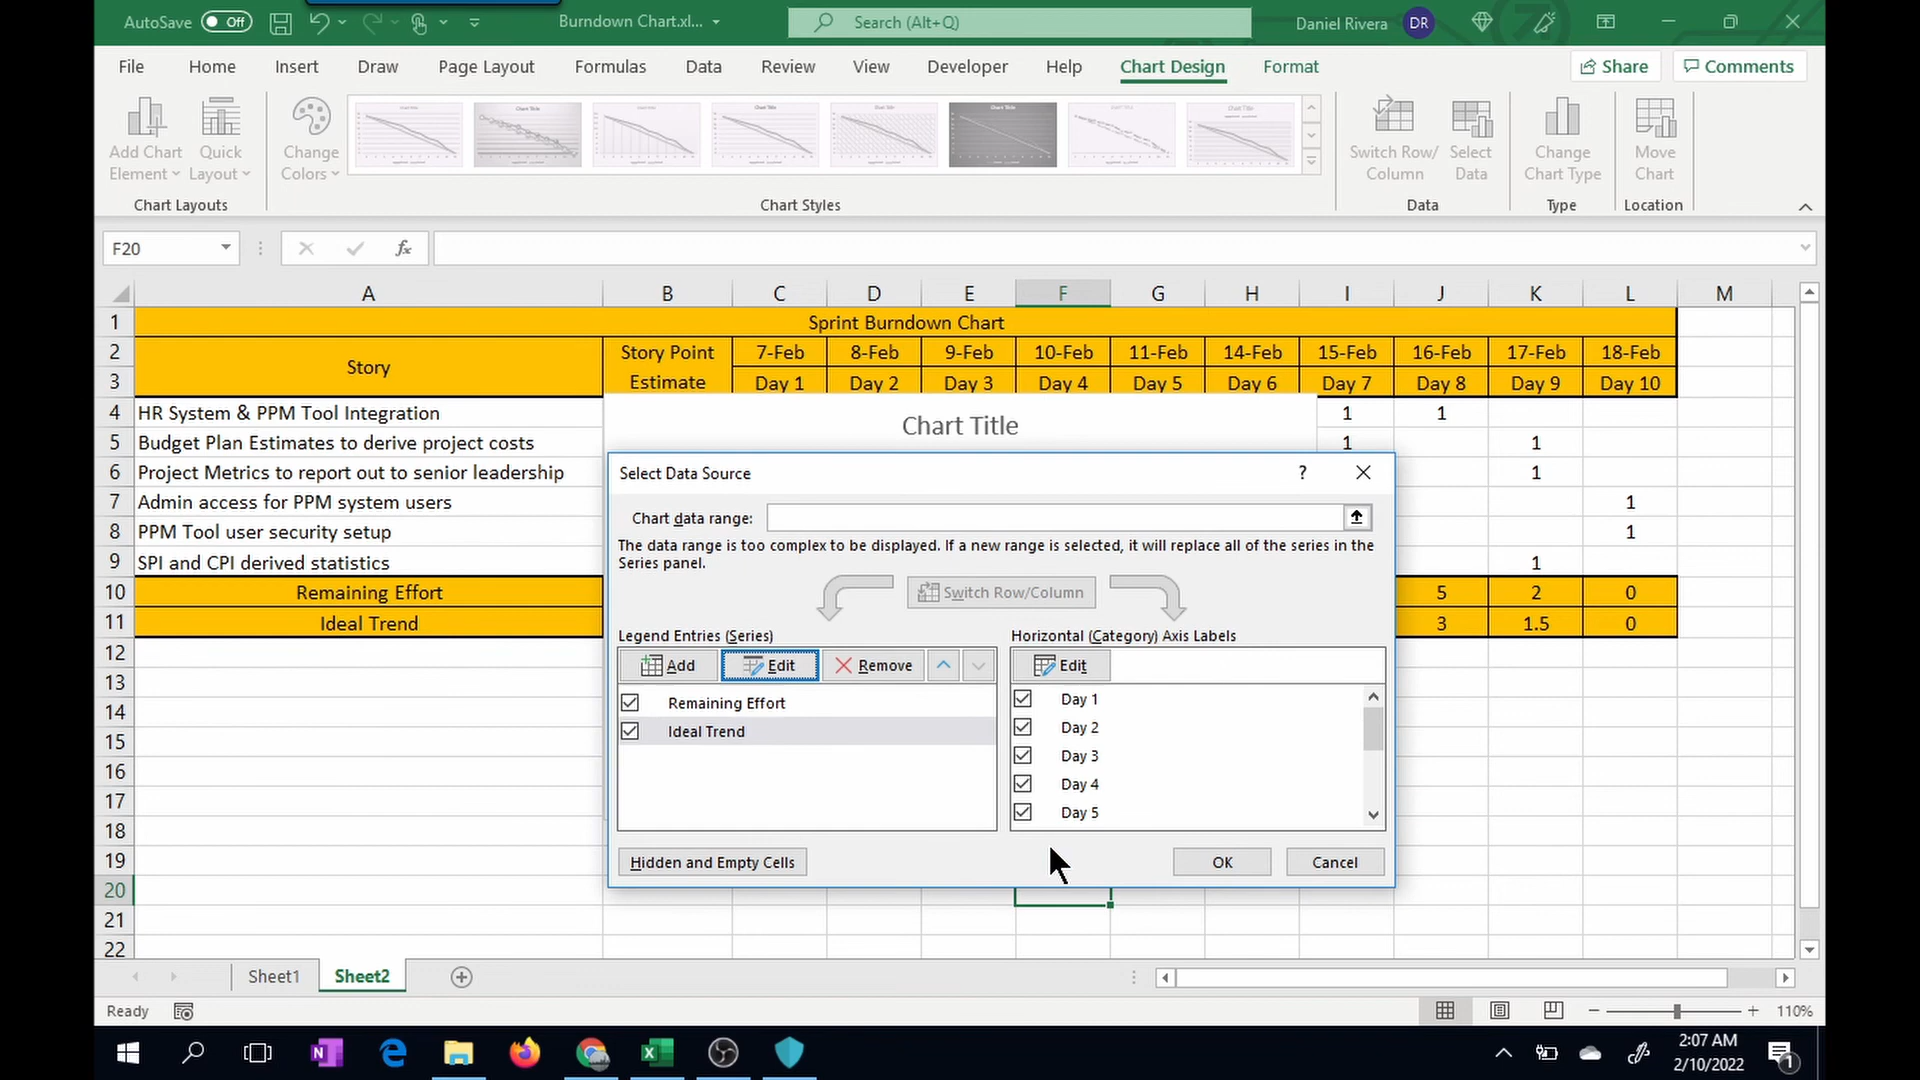 AutoSave Off Burndown Chart.xl... Search (Alt+Q) Daniel Rivera DR
File Home Insert Draw Page Layout Formulas Data Review View Developer Help Chart Design Format Share Comments
Add Chart Element Quick Layout Change Colors Switch Row/Column Select Data Change Chart Type Move Chart
Chart Layouts Chart Styles Data Type Location
F20 fx
A B C D E F G H I J K L M
1 Sprint Burndown Chart
2 Story Story Point 7-Feb 8-Feb 9-Feb 10-Feb 11-Feb 14-Feb 15-Feb 16-Feb 17-Feb 18-Feb
3 Estimate Day 1 Day 2 Day 3 Day 4 Day 5 Day 6 Day 7 Day 8 Day 9 Day 10
4 HR System & PPM Tool Integration 1 1
Chart Title
5 Budget Plan Estimates to derive project costs 1 1
6 Project Metrics to report out to senior leadership 1
7 Admin access for PPM system users 1
8 PPM Tool user security setup 1
9 SPI and CPI derived statistics 1
10 Remaining Effort 5 2 0
11 Ideal Trend 3 1.5 0
12
13
14
15
16
17
18
19
20
21
22
Select Data Source ?
Chart data range:
The data range is too complex to be displayed. If a new range is selected, it will replace all of the series in the
Series panel.
Switch Row/Column
Legend Entries (Series) Horizontal (Category) Axis Labels
Add Edit Remove Edit
Remaining Effort Day 1
Ideal Trend Day 2
Day 3
Day 4
Day 5
Hidden and Empty Cells OK Cancel
Sheet1 Sheet2
Ready 110%
2:07 AM
2/10/2022 1